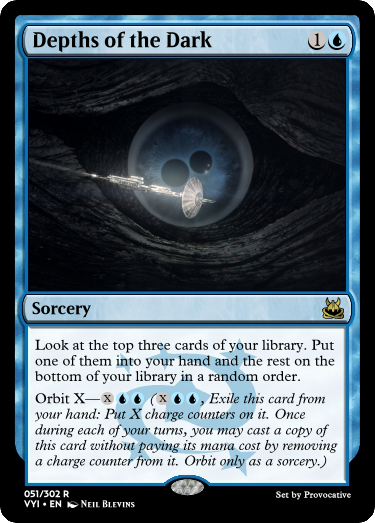 Depths of the Dark 1
Sorcery
Look at the top three cards of your library. Put
one of them into your hand and the rest on the
bottom of your library in a random order.
Orbit X—X (X, Exile this card from
your hand: Put X charge counters on it. Once
during each of your turns, you may cast a copy of
this card without paying its mana cost by removing
a charge counter from it. Orbit only as a sorcery.)
051/302 R
VYI • EN Neil Blevins
Set by Provocative